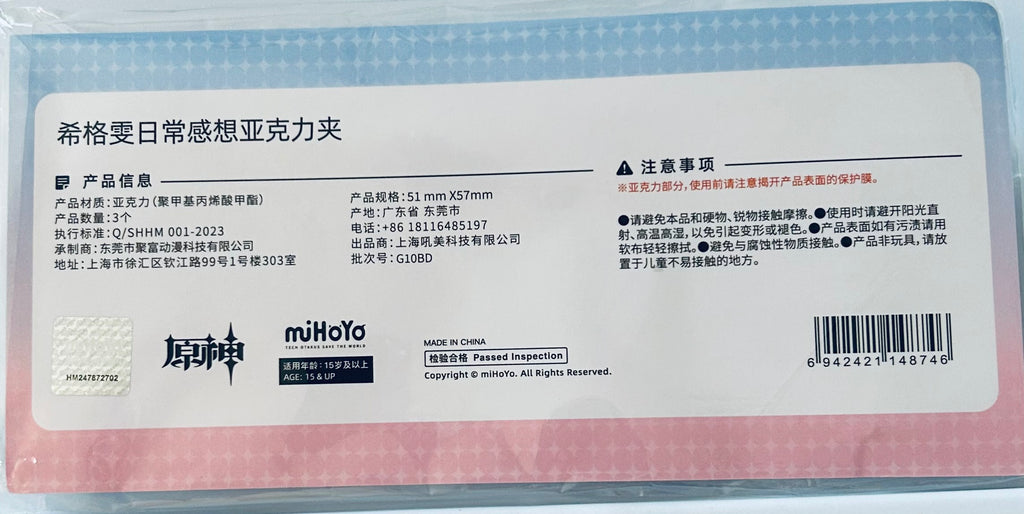 希格雯日常感想亚克力夹
产品信息
产品材质:亚克力(聚甲基丙烯酸甲酯)
产品数量:3个
执行标准:Q/SHHM 001-2023
承制商:东莞市聚富动漫科技有限公司
地址:上海市徐汇区钦江路99号1号楼303室
产品规格:51 mm X57mm
产地:广东省 东莞市
电话:+86 18116485197
出品商:上海吼美科技有限公司
批次号:G10BD
注意事项
※亚克力部分,使用前请注意揭开产品表面的保护膜。
●请避免本品和硬物、锐物接触摩擦。●使用时请避开阳光直
射、高温高湿,以免引起变形或褪色。●产品表面如有污渍请用
软布轻轻擦拭。●避免与腐蚀性物质接触。●产品非玩具,请放
置于儿童不易接触的地方。
HM247872702
原神
miHoYo
TECH OTAKUS SAVE THE WORLD
适用年龄:15岁及以上
AGE: 15 & UP
MADE IN CHINA
检验合格 Passed Inspection
Copyright © miHoYo. All Rights Reserved.
6 942421 148746